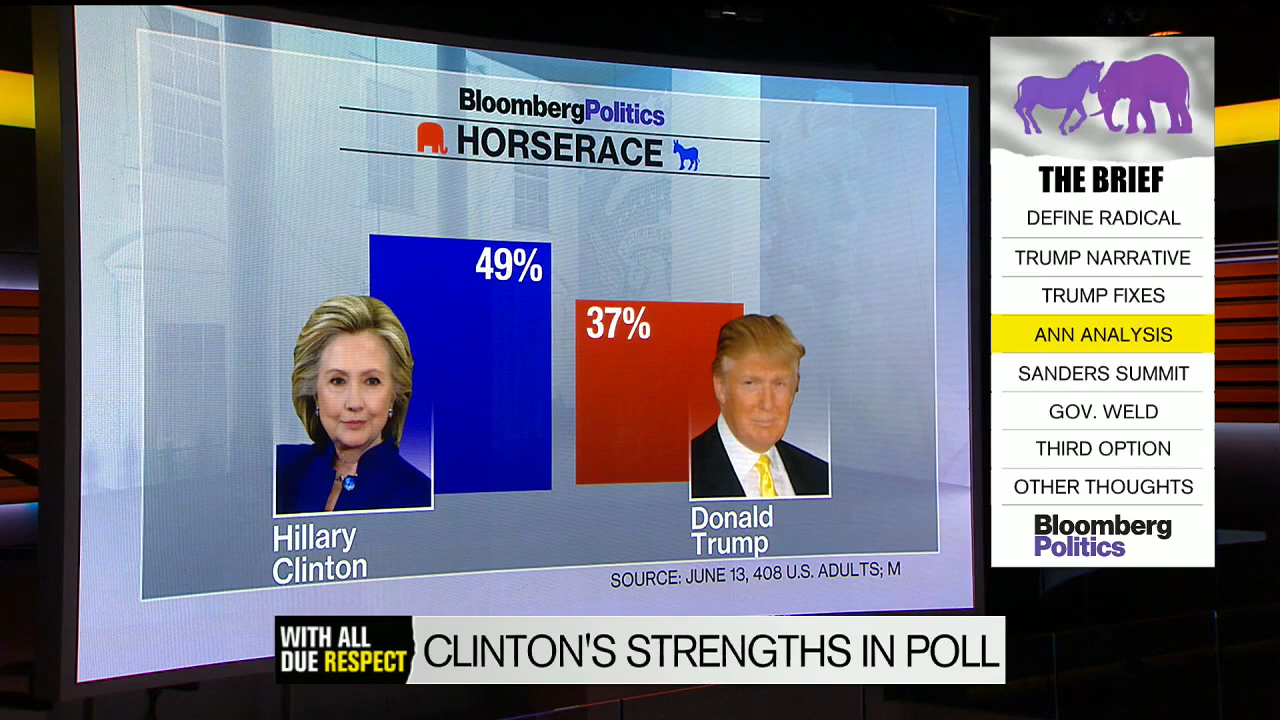 BloombergPolitics
HORSERACE
49%
37%
Hillary
Clinton
Donald
Trump
SOURCE: JUNE 13, 408 U.S. ADULTS; M
THE BRIEF
DEFINE RADICAL
TRUMP NARRATIVE
TRUMP FIXES
ANN ANALYSIS
SANDERS SUMMIT
GOV. WELD
THIRD OPTION
OTHER THOUGHTS
Bloomberg
Politics
WITH ALL
DUE RESPECT
CLINTON'S STRENGTHS IN POLL